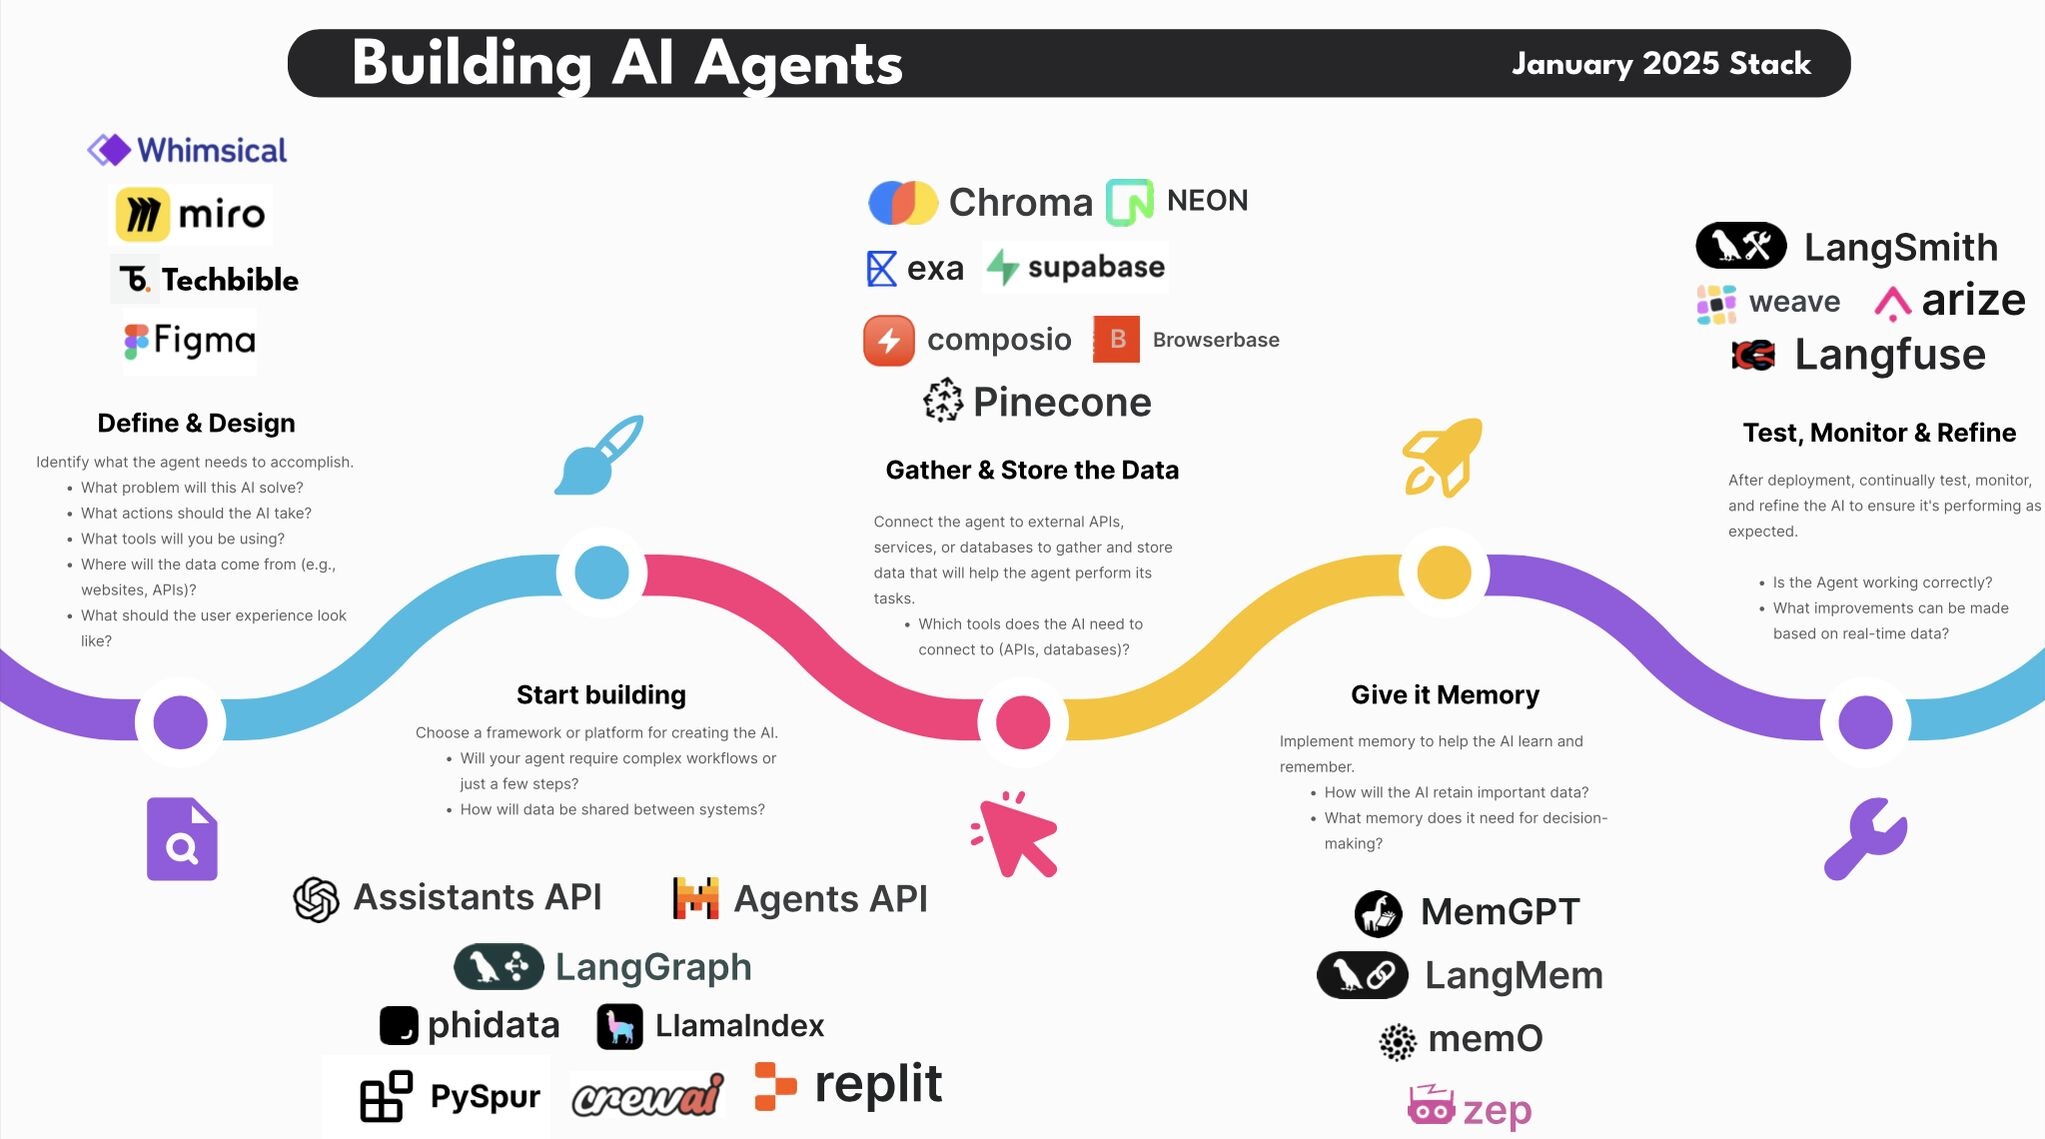 Building AI Agents
January 2025 Stack
Whimsical
miro
Techbible
Figma
Define & Design
Identify what the agent needs to accomplish.
• What problem will this AI solve?
• What actions should the AI take?
• What tools will you be using?
• Where will the data come from (e.g.,
websites, APIs)?
• What should the user experience look
like?
Start building
Choose a framework or platform for creating the AI.
• Will your agent require complex workflows or
just a few steps?
• How will data be shared between systems?
Assistants API
Agents API
LangGraph
phidata
LlamaIndex
PySpur
crewai
replit
Chroma
NEON
exa
supabase
composio
B
Browserbase
Pinecone
Gather & Store the Data
Connect the agent to external APIs,
services, or databases to gather and store
data that will help the agent perform its
tasks.
• Which tools does the AI need to
connect to (APIs, databases)?
Give it Memory
Implement memory to help the AI learn and
remember.
• How will the AI retain important data?
• What memory does it need for decision-
making?
MemGPT
LangMem
memO
zep
LangSmith
weave
arize
Langfuse
Test, Monitor & Refine
After deployment, continually test, monitor,
and refine the AI to ensure it's performing as
expected.
• Is the Agent working correctly?
• What improvements can be made
based on real-time data?